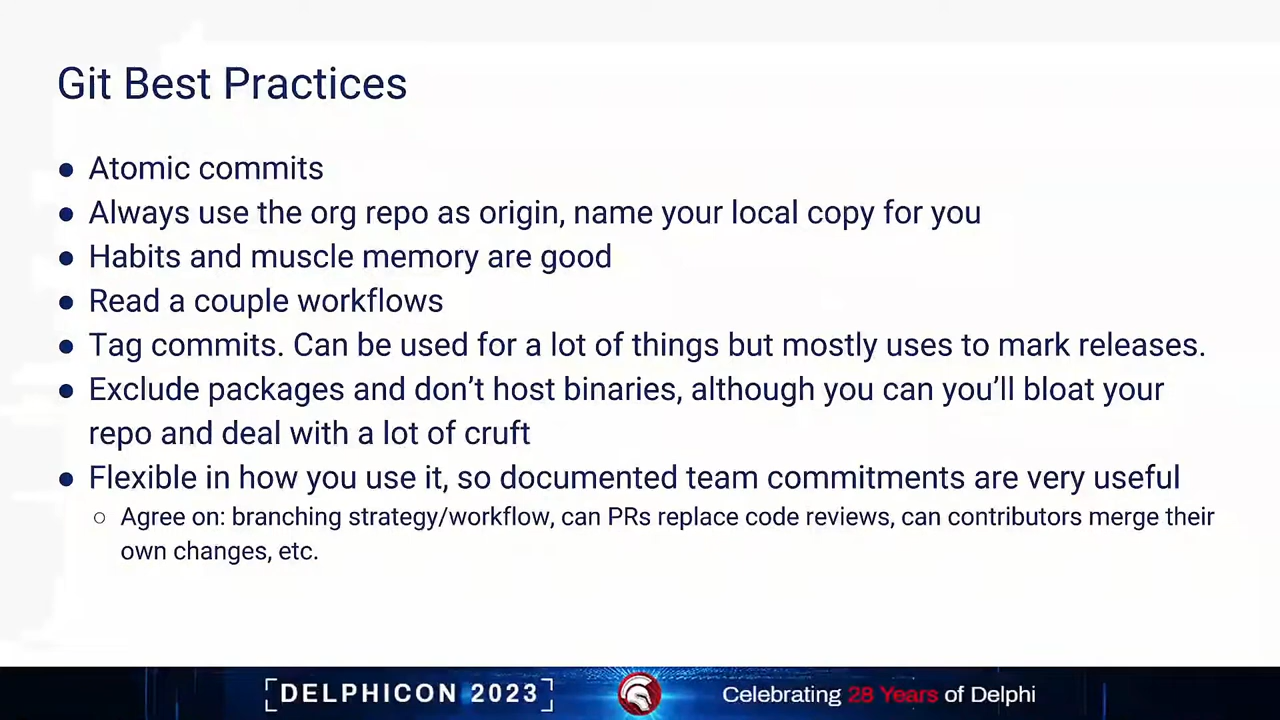 Git Best Practices
● Atomic commits
● Always use the org repo as origin, name your local copy for you
● Habits and muscle memory are good
● Read a couple workflows
● Tag commits. Can be used for a lot of things but mostly uses to mark releases.
● Exclude packages and don’t host binaries, although you can you’ll bloat your
repo and deal with a lot of cruft
● Flexible in how you use it, so documented team commitments are very useful
○ Agree on: branching strategy/workflow, can PRs replace code reviews, can contributors merge their
own changes, etc.
[DELPHICON 2023] Celebrating 28 Years of Delphi